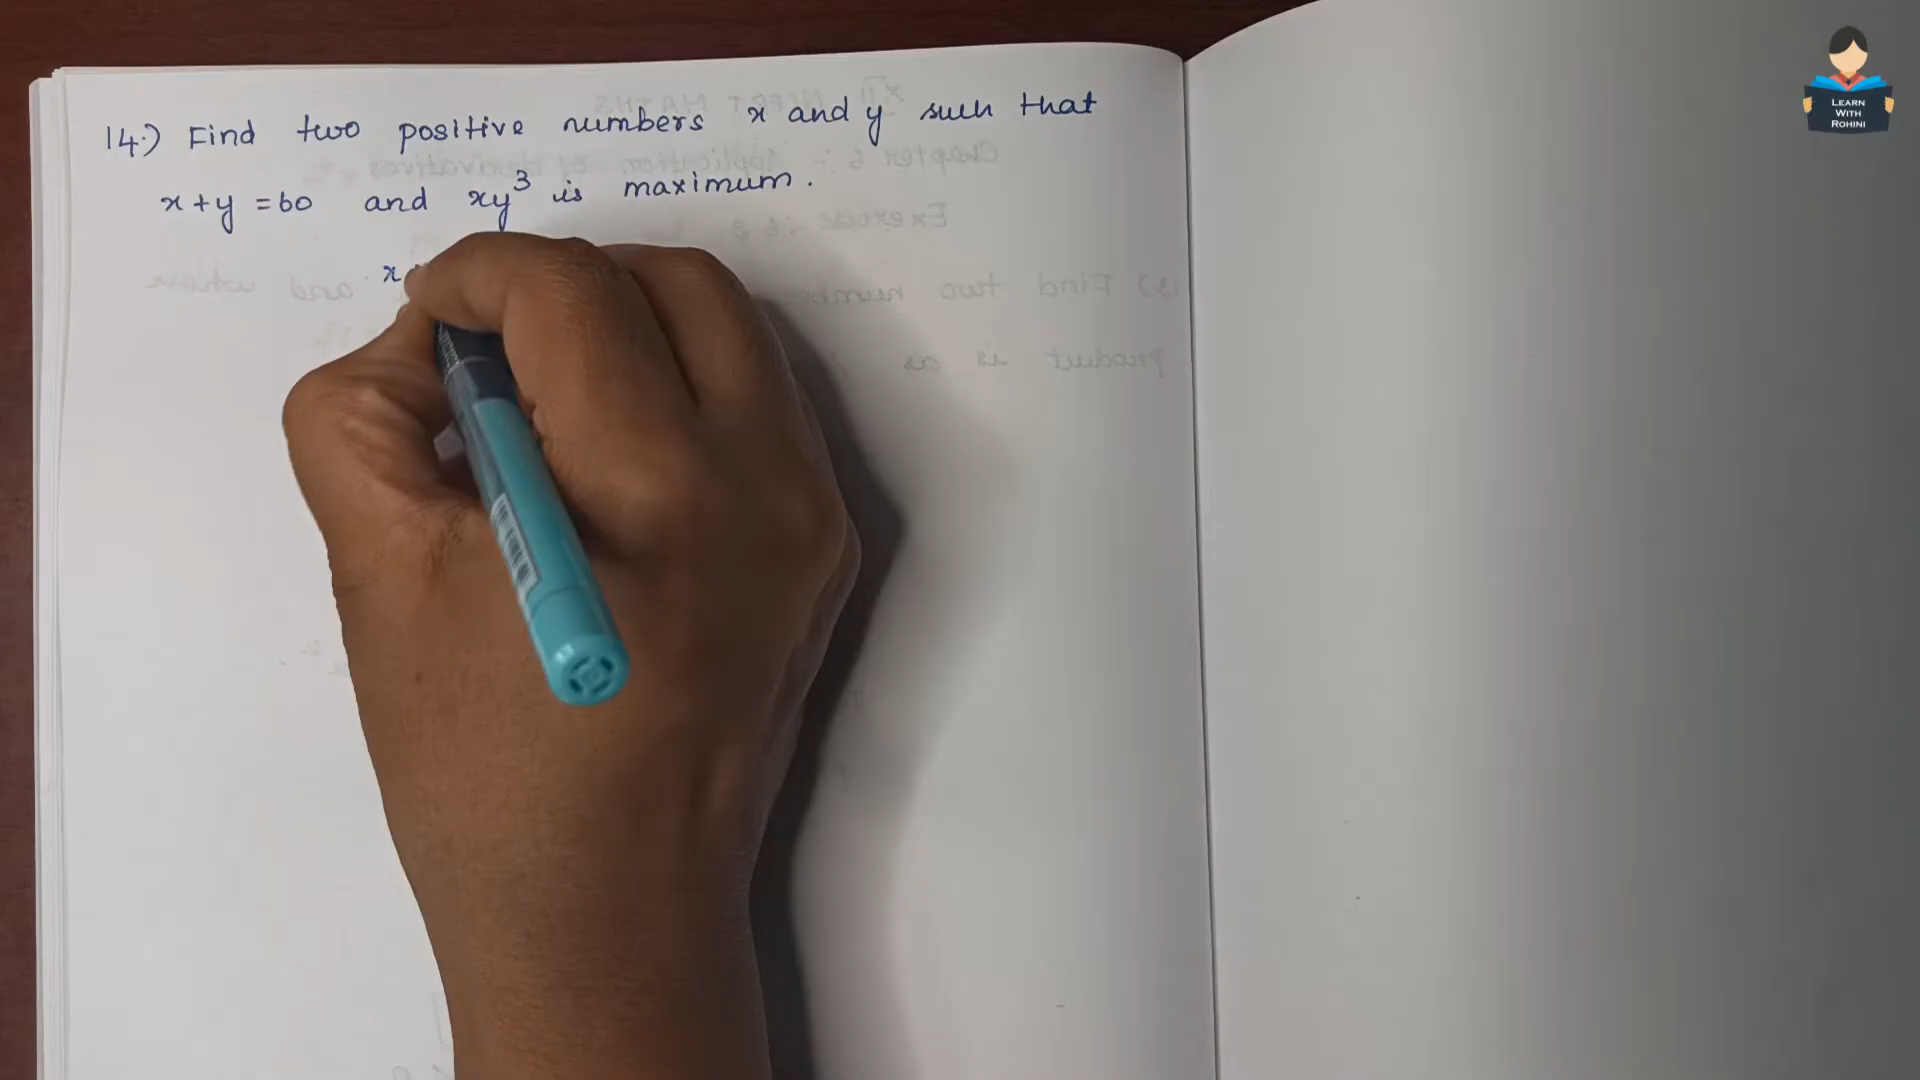 14.) Find two positive numbers x and y such that
x+y =60 and xy³ is maximum.
x
LEARN
WITH
ROHINI